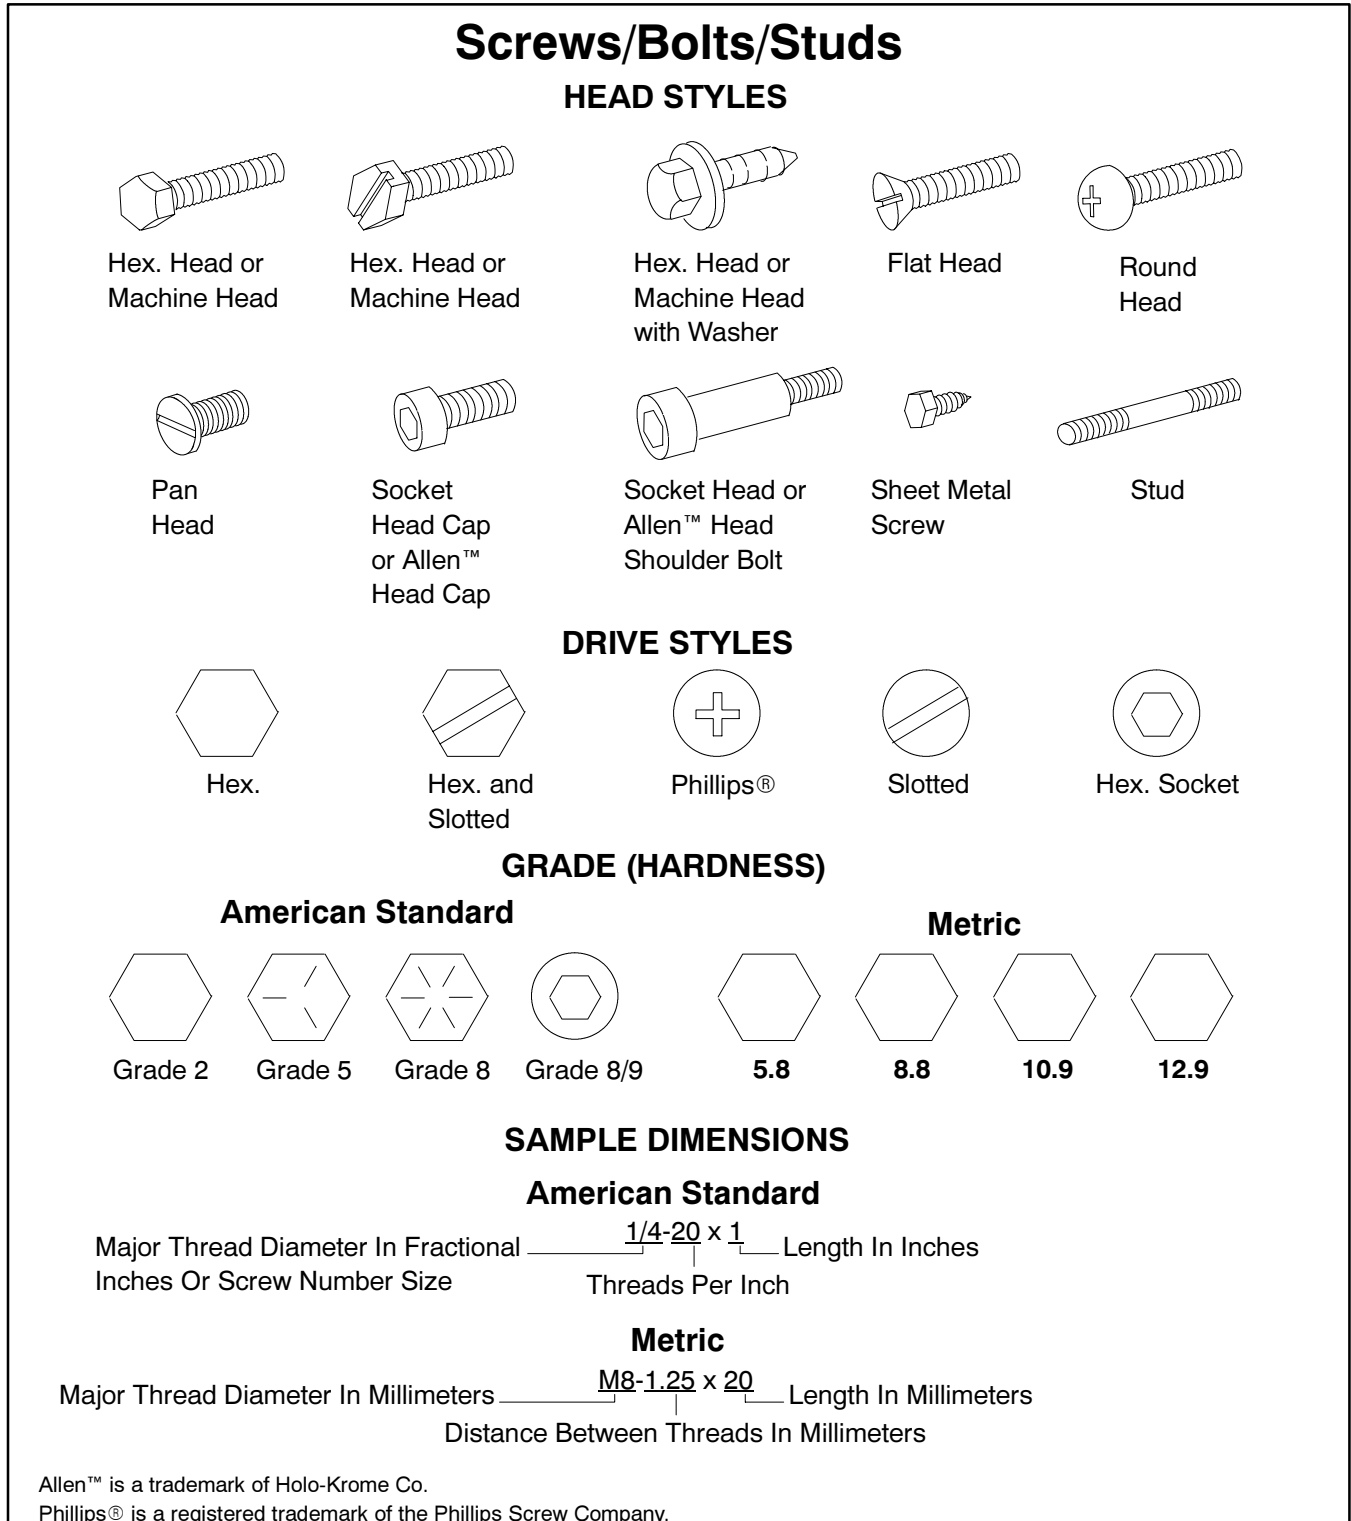 Screws/Bolts/Studs
HEAD STYLES
Hex. Head or
Machine Head
Hex. Head or
Machine Head
Hex. Head or
Machine Head
with Washer
Flat Head
Round
Head
Pan
Head
Socket
Head Cap
or Allen™
Head Cap
Socket Head or
Allen™ Head
Shoulder Bolt
Sheet Metal
Screw
Stud
DRIVE STYLES
Hex.
Hex. and
Slotted
Phillips®
Slotted
Hex. Socket
GRADE (HARDNESS)
American Standard
Grade 2
Grade 5
Grade 8
Grade 8/9
Metric
5.8
8.8
10.9
12.9
SAMPLE DIMENSIONS
American Standard
1/4-20 x 1
Major Thread Diameter In Fractional
Inches Or Screw Number Size
Length In Inches
Threads Per Inch
Metric
M8-1.25 x 20
Major Thread Diameter In Millimeters
Length In Millimeters
Distance Between Threads In Millimeters
Allen™ is a trademark of Holo-Krome Co.
Phillips® is a registered trademark of the Phillips Screw Company.